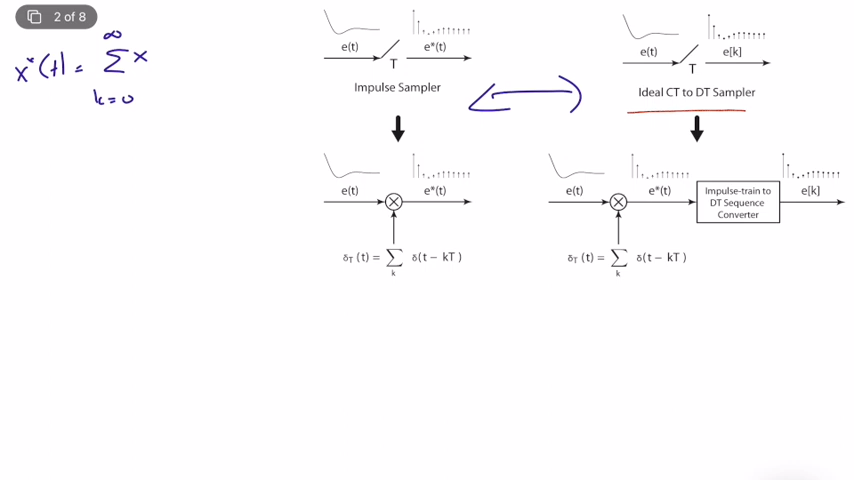 2 of 8
x*(t) = ∞ Σ k=0 x
e(t) T e*(t)
Impulse Sampler
e(t) T e[k]
Ideal CT to DT Sampler
e(t) × e*(t)
δT(t) = Σ k δ(t – kT)
e(t) × e*(t) Impulse-train to e[k]
DT Sequence
Converter
δT(t) = Σ k δ(t – kT)